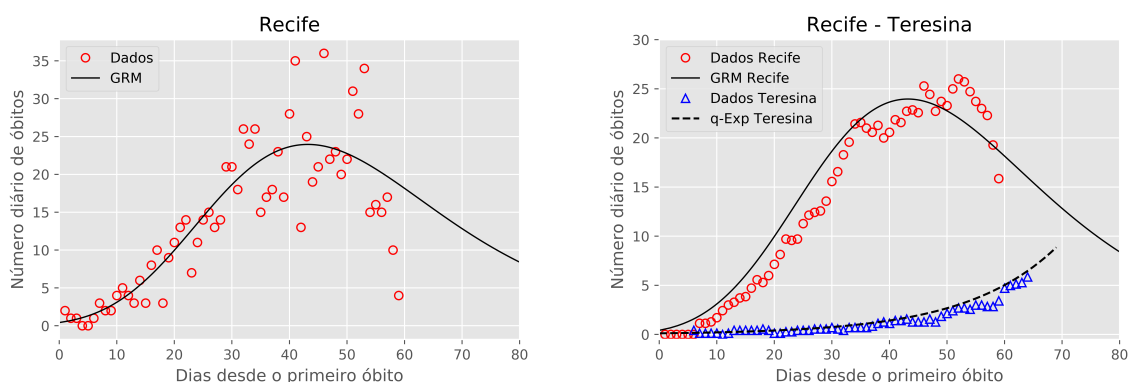 Recife
Dados
GRM
35
30
25
20
15
10
5
0
Número diário de óbitos
0 10 20 30 40 50 60 70 80
Dias desde o primeiro óbito
Recife - Teresina
Dados Recife
GRM Recife
Dados Teresina
q-Exp Teresina
30
25
20
15
10
5
0
Número diário de óbitos
0 10 20 30 40 50 60 70 80
Dias desde o primeiro óbito